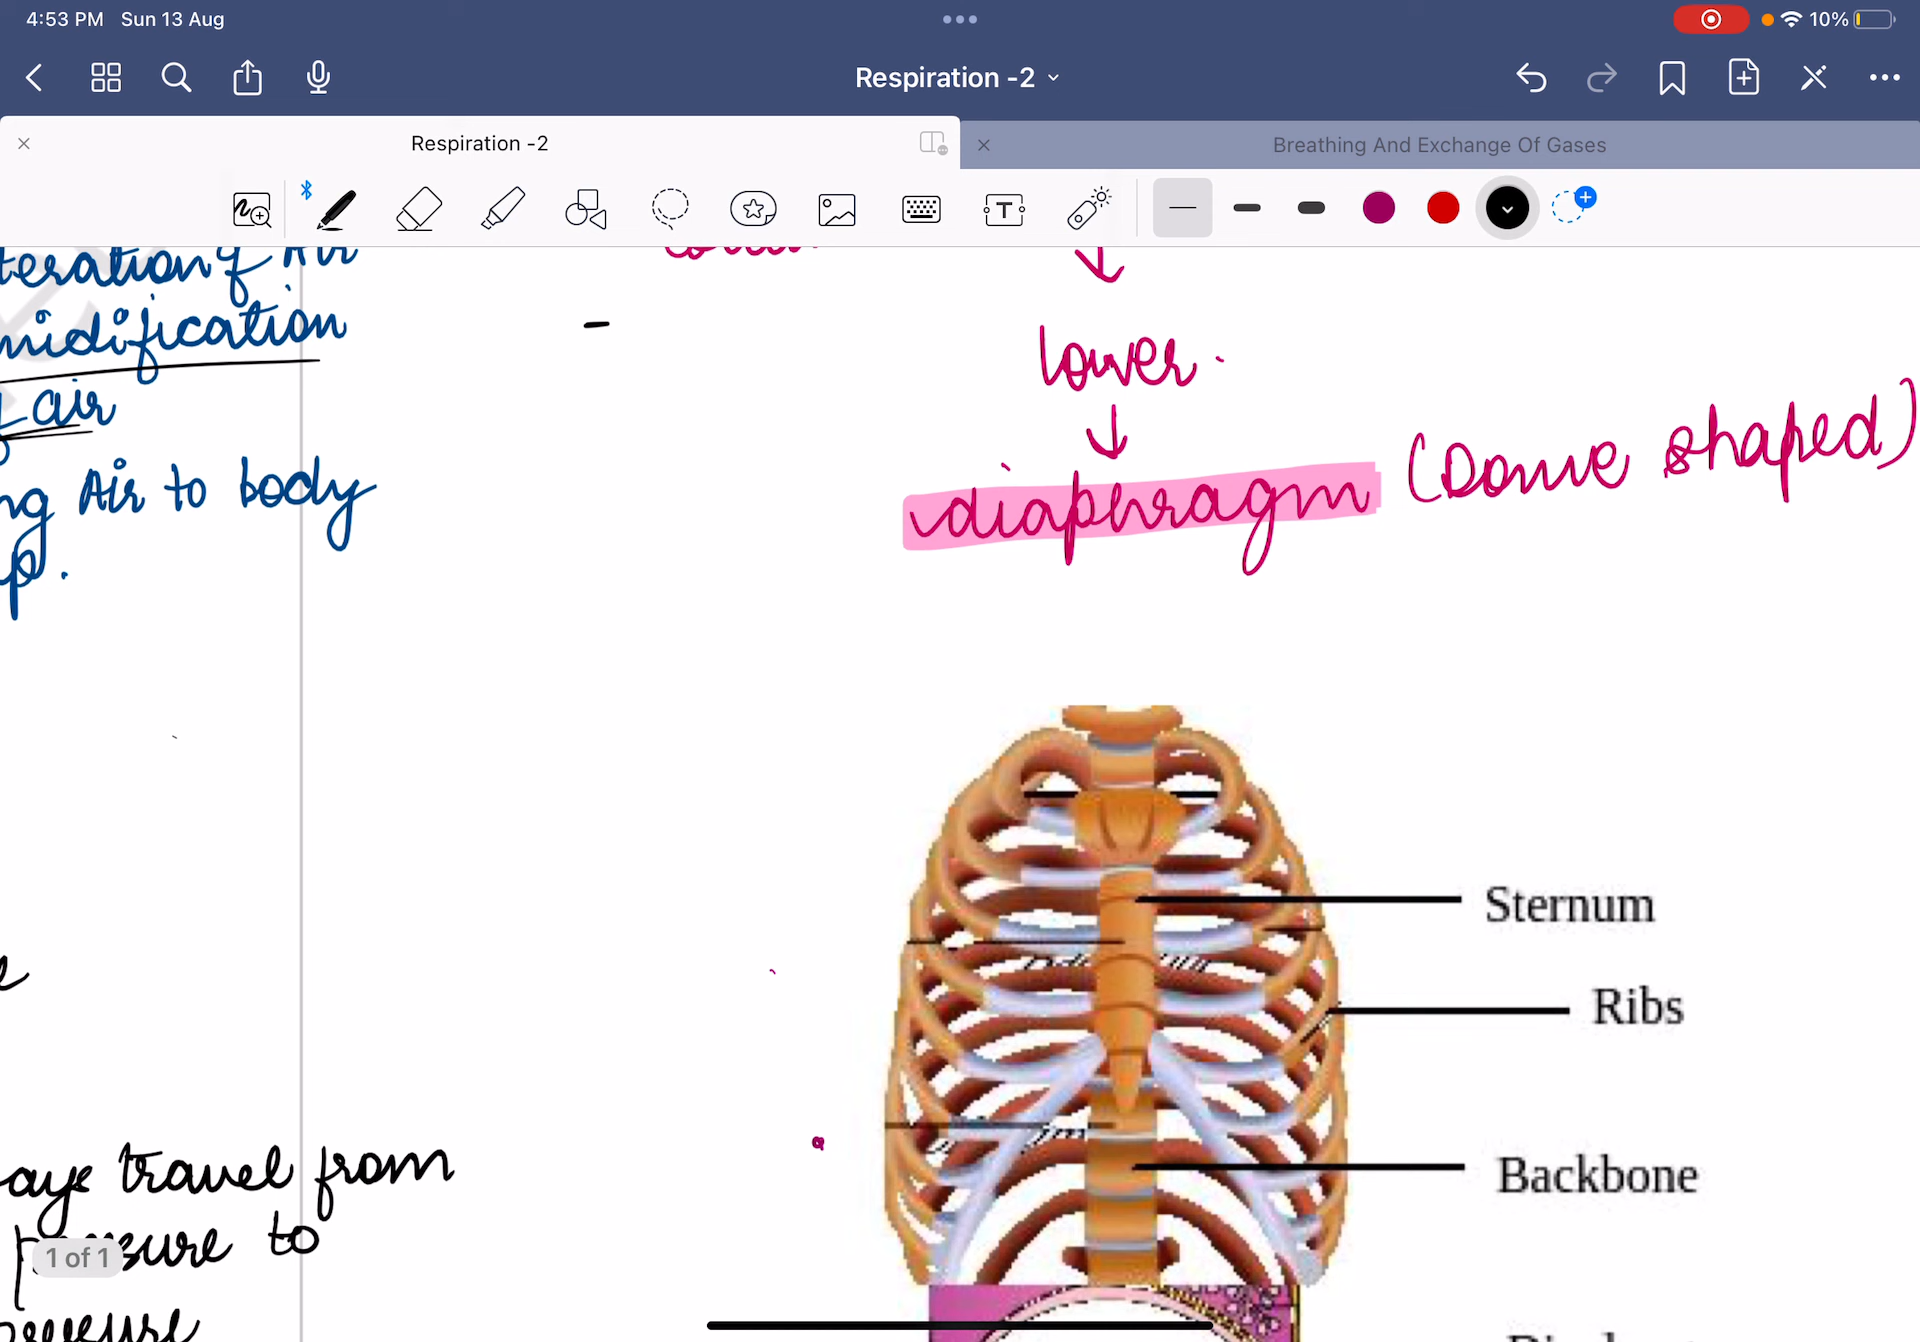 4:53 PM Sun 13 Aug
10%
Respiration -2
Respiration -2
Breathing And Exchange Of Gases
T
Air
air
Air to body
lower.
diaphragm (Dome shaped)
Sternum
Ribs
Backbone
travel from
to
1 of 1